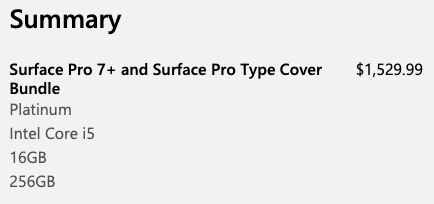 Summary
Surface Pro 7+ and Surface Pro Type Cover $1,529.99
Bundle
Platinum
Intel Core i5
16GB
256GB